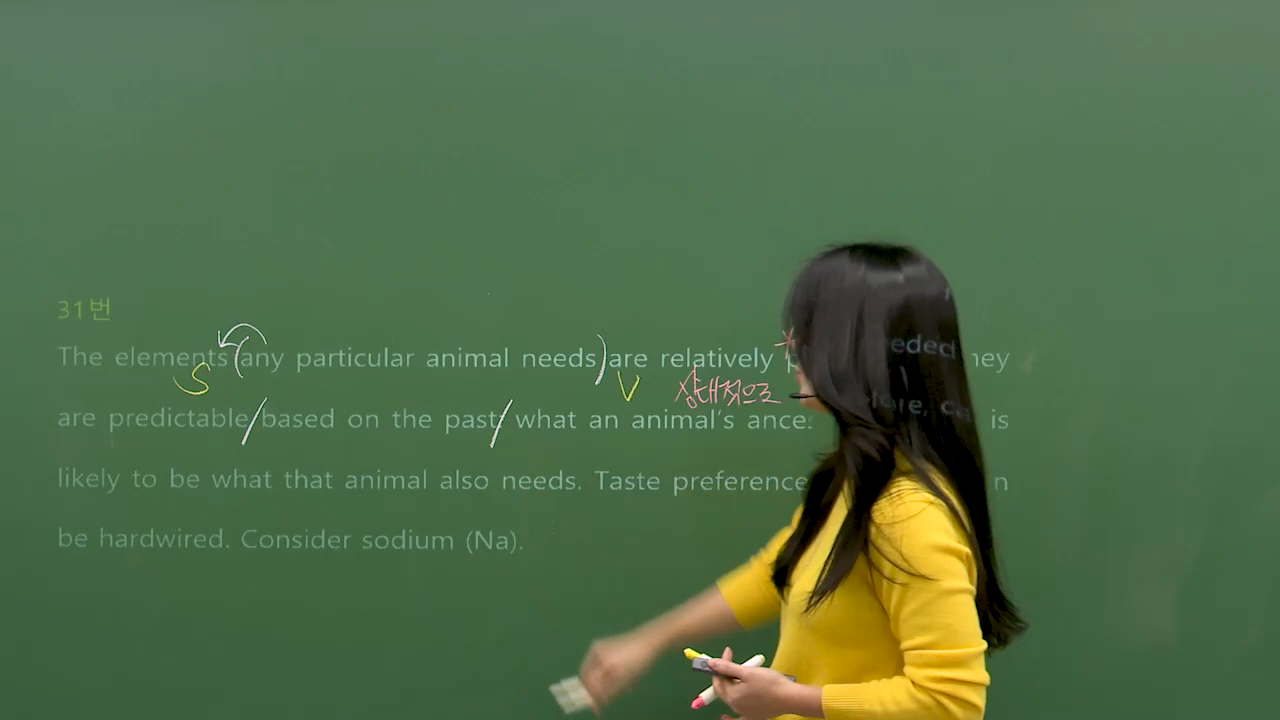 31번
The elements (any particular animal needs) are relatively
S V 상대적으로
are predictable / based on the past: / what an animal's is
likely to be what that animal also needs. Taste
be hardwired. Consider sodium (Na).